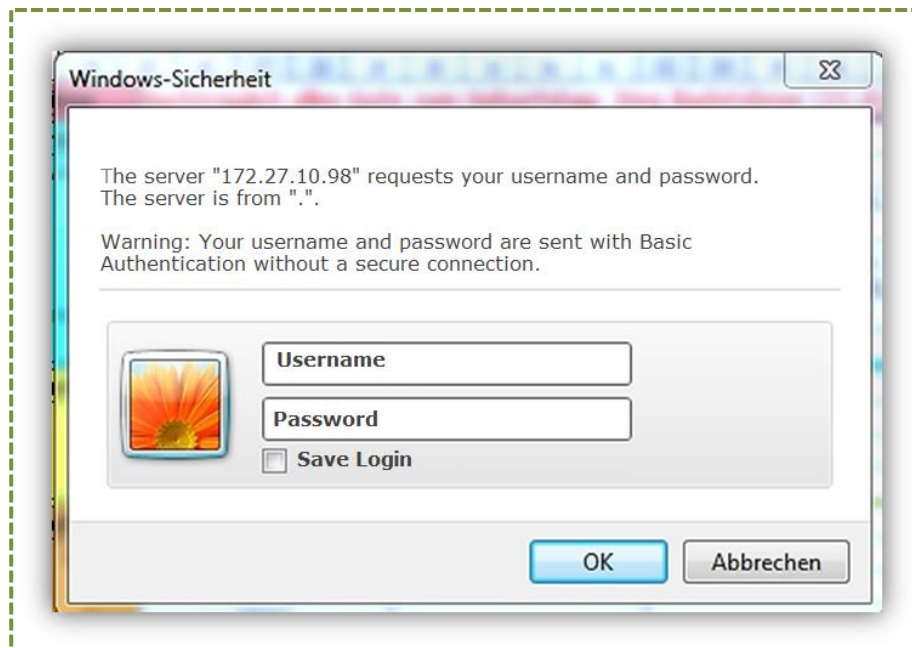 Windows-Sicherheit
The server "172.27.10.98" requests your username and password.
The server is from ".".
Warning: Your username and password are sent with Basic
Authentication without a secure connection.
Username
Password
Save Login
OK
Abbrechen